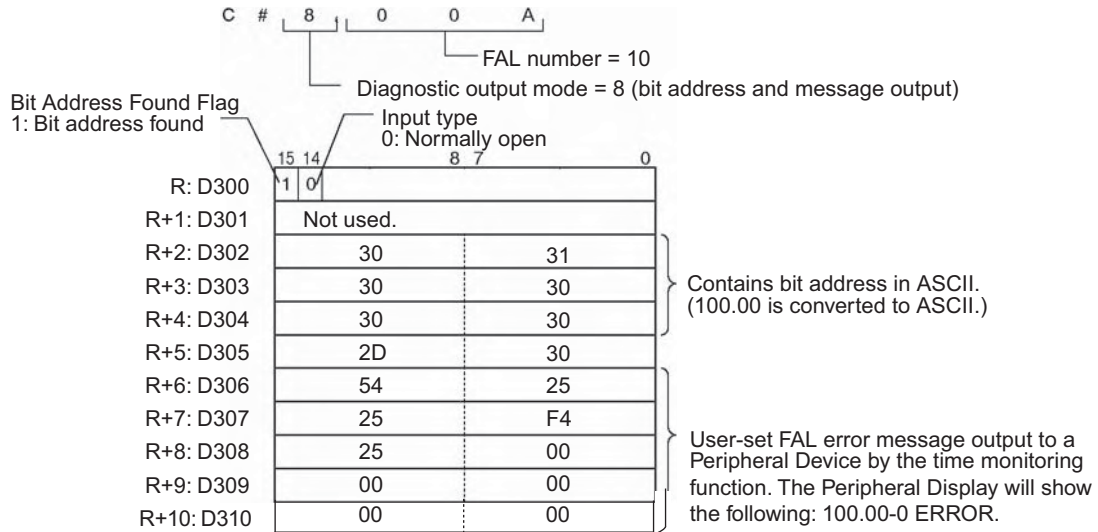 C # 8 , 0 0 A
FAL number = 10
Diagnostic output mode = 8 (bit address and message output)
Bit Address Found Flag
1: Bit address found
Input type
0: Normally open
15 14 8 7 0
R: D300 1 0
R+1: D301 Not used.
R+2: D302 30 31
R+3: D303 30 30
R+4: D304 30 30
R+5: D305 2D 30
R+6: D306 54 25
R+7: D307 25 F4
R+8: D308 25 00
R+9: D309 00 00
R+10: D310 00 00
Contains bit address in ASCII.
(100.00 is converted to ASCII.)
User-set FAL error message output to a
Peripheral Device by the time monitoring
function. The Peripheral Display will show
the following: 100.00-0 ERROR.